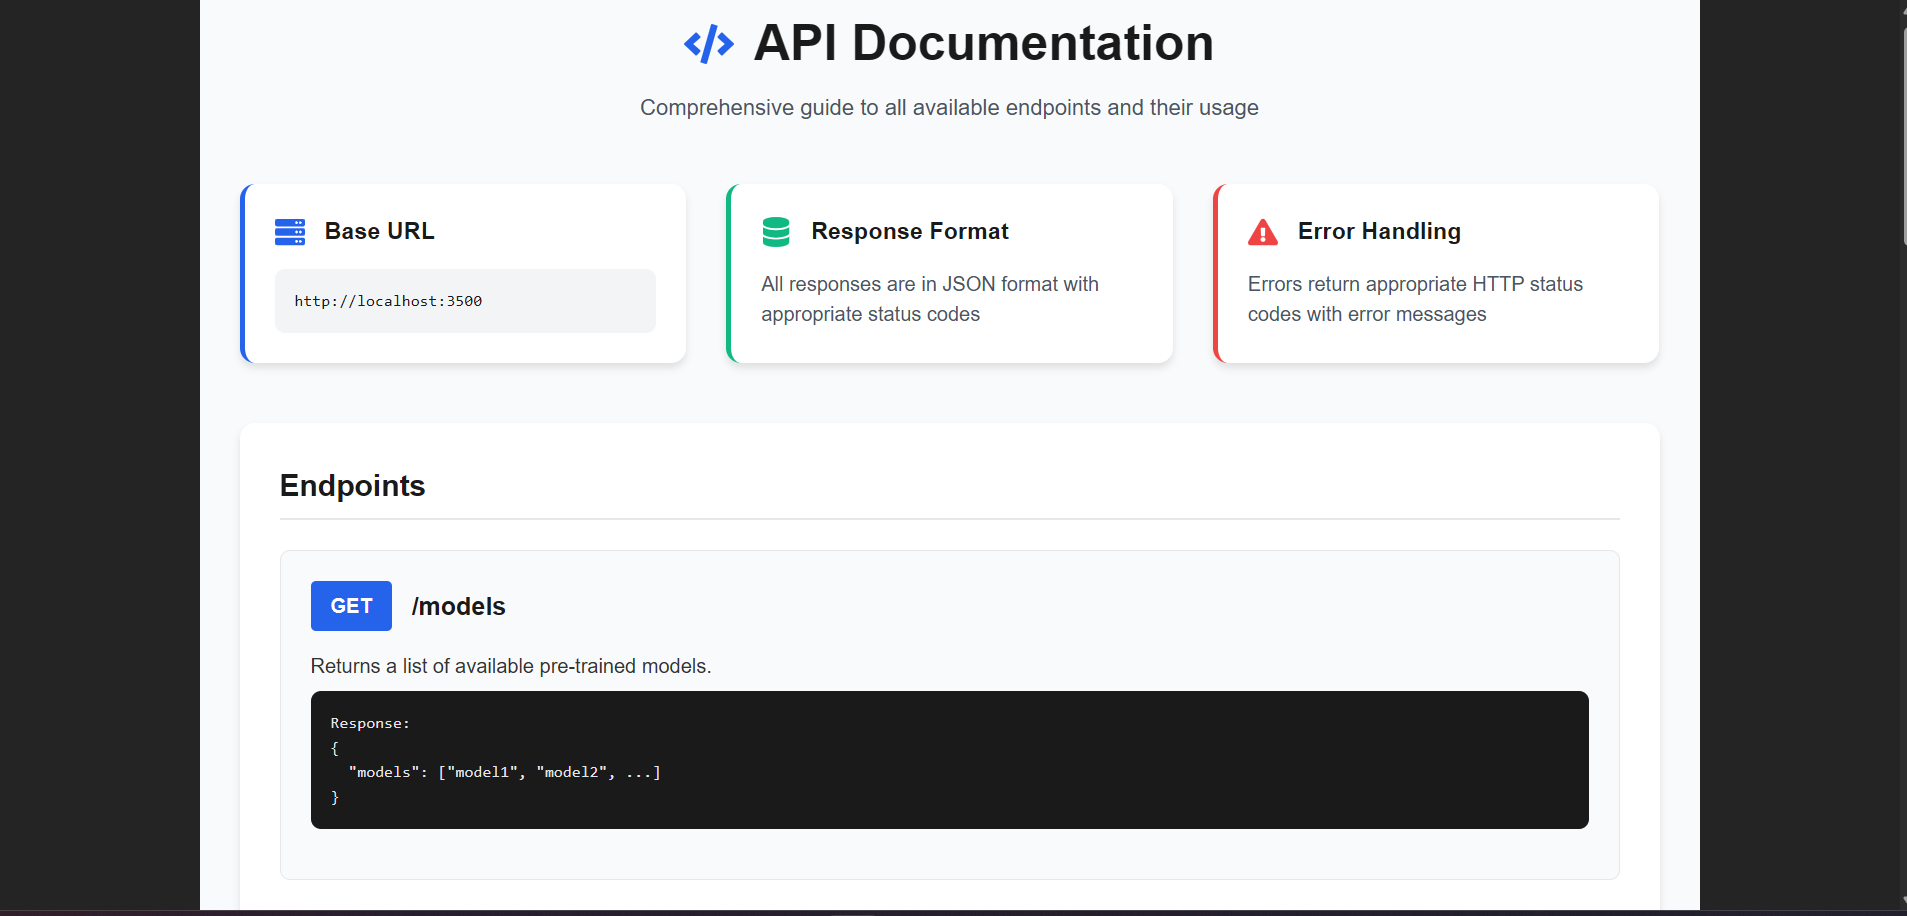 API Documentation
Comprehensive guide to all available endpoints and their usage
Base URL
http://localhost:3500
Response Format
All responses are in JSON format with
appropriate status codes
Error Handling
Errors return appropriate HTTP status
codes with error messages
Endpoints
GET /models
Returns a list of available pre-trained models.
Response:
{
  "models": ["model1", "model2", ...]
}